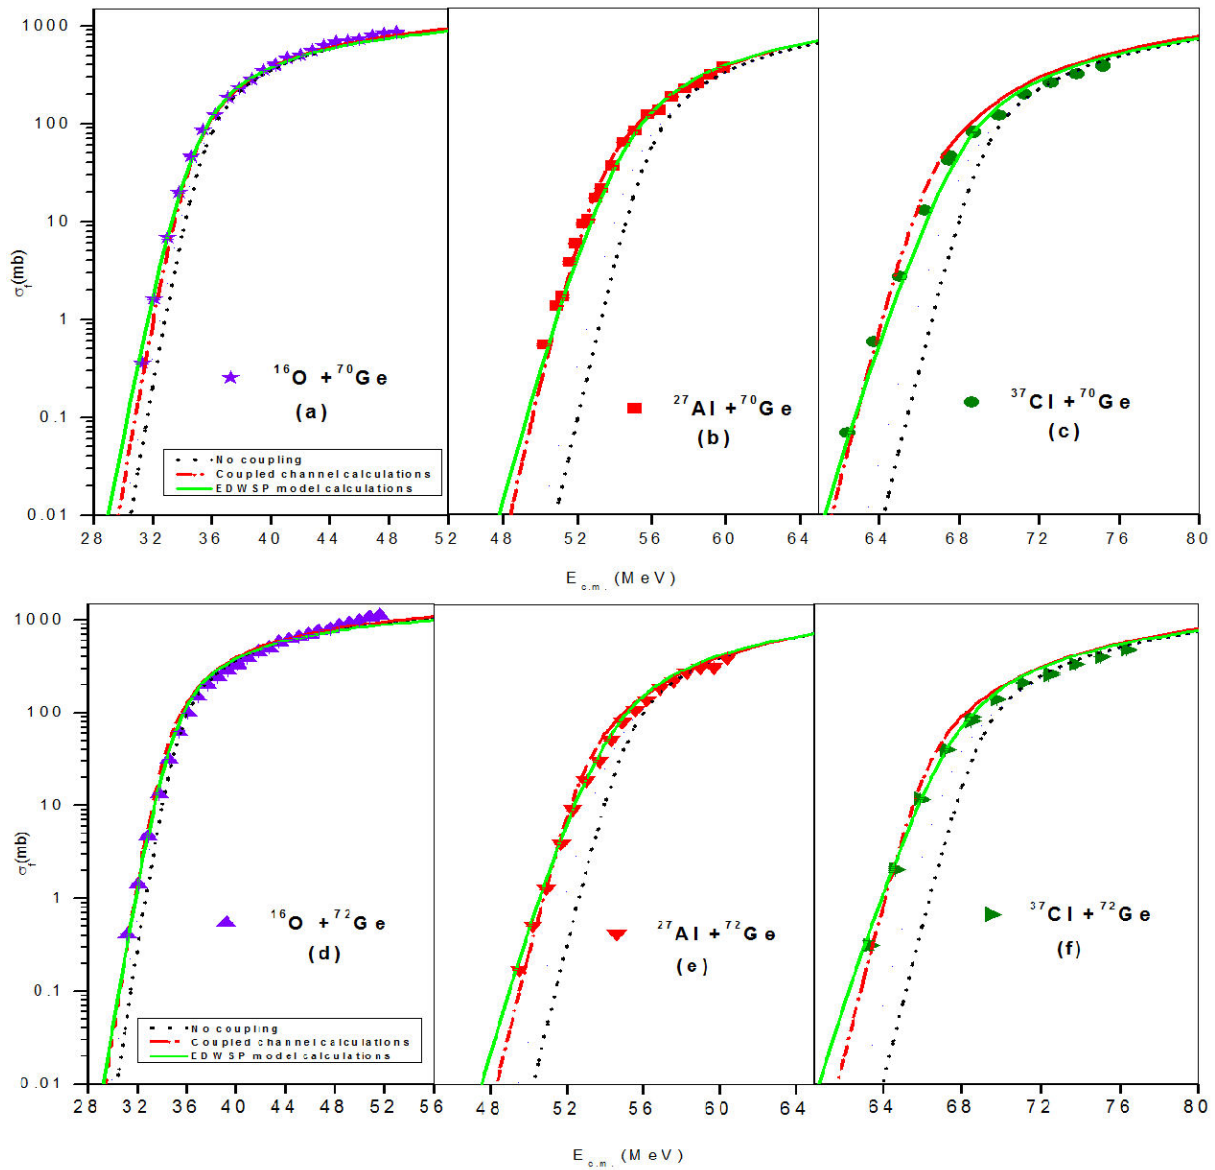 1000
100
10
1
0.1
0.01
σf(mb)
16O + 70Ge
(a)
No coupling
Coupled channel calculations
EDWSP model calculations
27Al + 70Ge
(b)
37Cl + 70Ge
(c)
28 32 36 40 44 48 52
48 52 56 60 64
64 68 72 76 80
Ec.m. (MeV)
1000
100
10
1
0.1
0.01
σf(mb)
16O + 72Ge
(d)
No coupling
Coupled channel calculations
EDWSP model calculations
27Al + 72Ge
(e)
37Cl + 72Ge
(f)
28 32 36 40 44 48 52 56
48 52 56 60
64 68 72 76 80
Ec.m. (MeV)